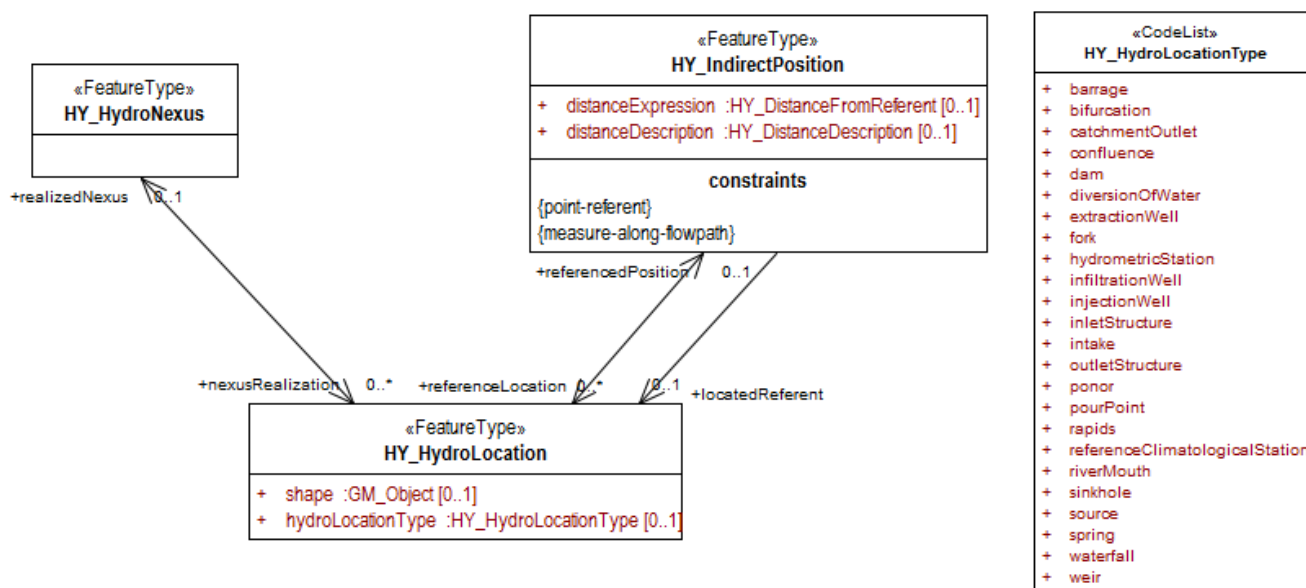 «FeatureType»
HY_HydroNexus
+realizedNexus
0..1
«FeatureType»
HY_IndirectPosition
+ distanceExpression :HY_DistanceFromReferent [0..1]
+ distanceDescription :HY_DistanceDescription [0..1]
constraints
{point-referent}
{measure-along-flowpath}
+referencedPosition
0..1
+nexusRealization
0..*
+referenceLocation
0..*
0..1
+locatedReferent
«FeatureType»
HY_HydroLocation
+ shape :GM_Object [0..1]
+ hydroLocationType :HY_HydroLocationType [0..1]
«CodeList»
HY_HydroLocationType
+ barrage
+ bifurcation
+ catchmentOutlet
+ confluence
+ dam
+ diversionOfWater
+ extractionWell
+ fork
+ hydrometricStation
+ infiltrationWell
+ injectionWell
+ inletStructure
+ intake
+ outletStructure
+ ponor
+ pourPoint
+ rapids
+ referenceClimatologicalStation
+ riverMouth
+ sinkhole
+ source
+ spring
+ waterfall
+ weir